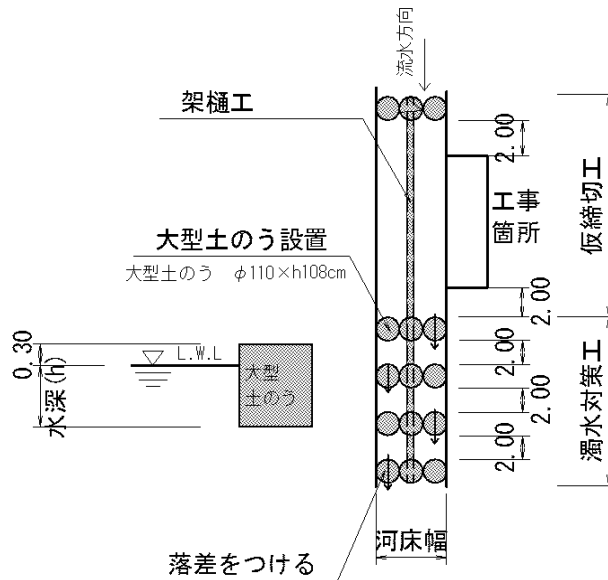 流水方向
架樋工
2.00
工事
箇所
仮締切工
大型土のう設置
大型土のう φ110×h108cm
2.00
0.30
L.W.L
水深(h)
大型
土のう
2.00
2.00
2.00
濁水対策工
河床幅
落差をつける